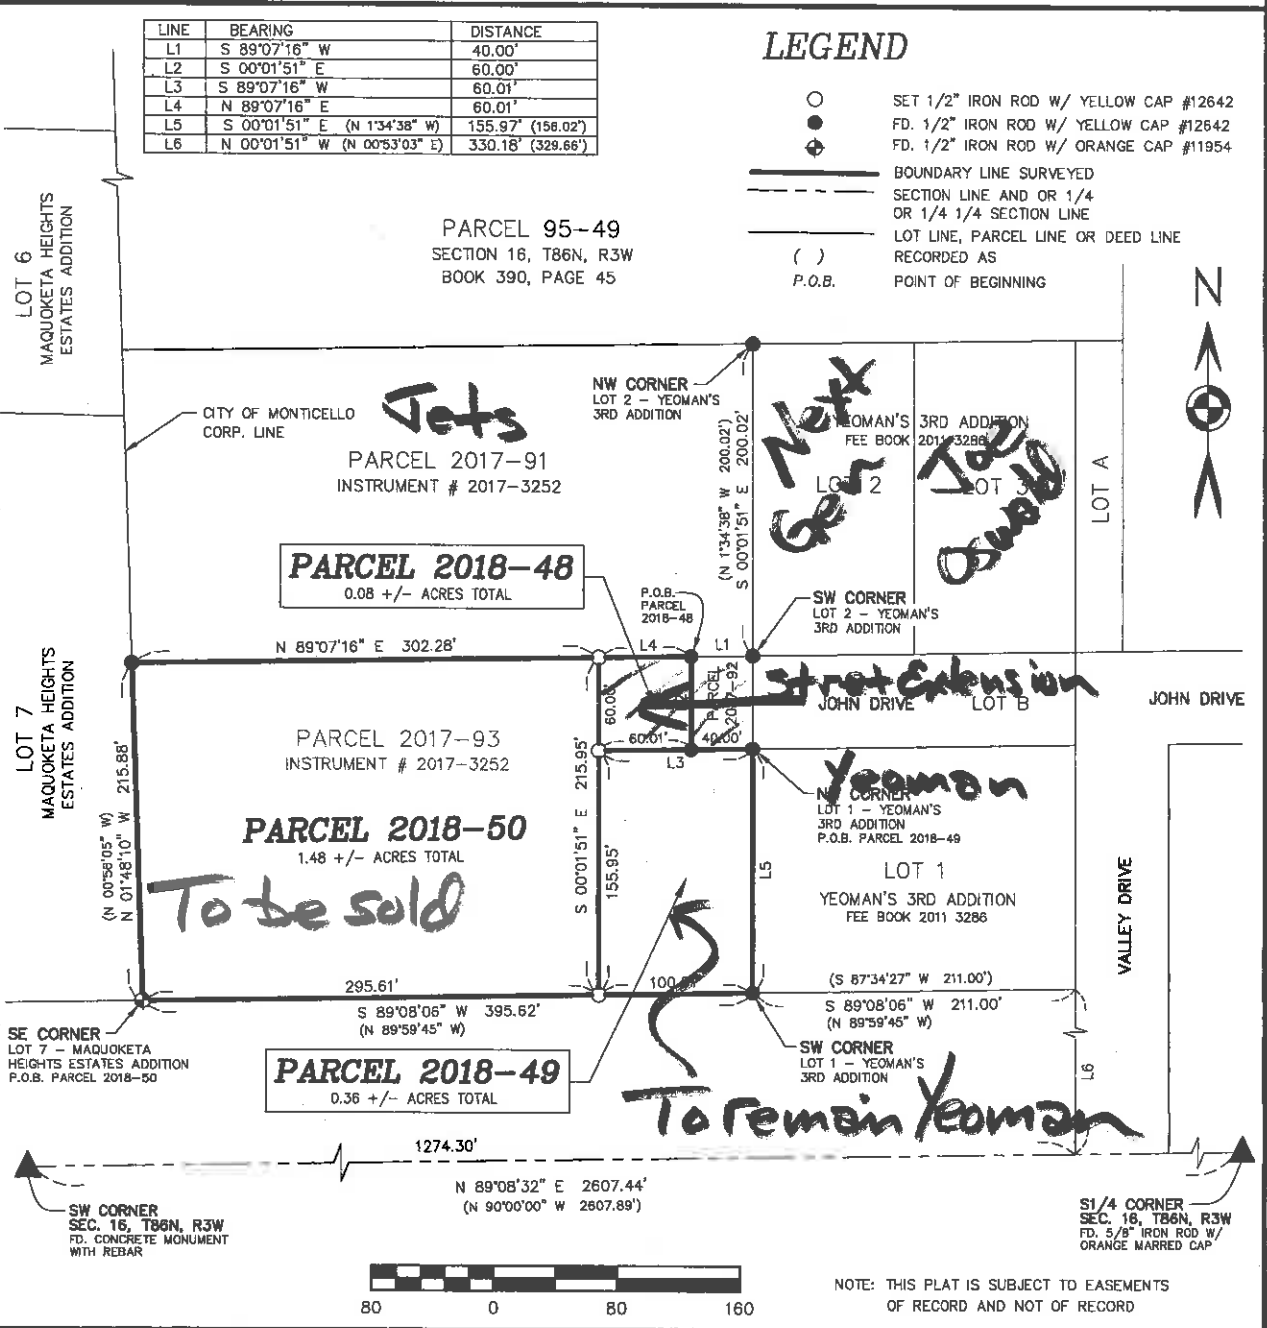 LINE BEARING DISTANCE
L1 S 89°07'16" W 40.00'
L2 S 00°01'51" E 60.00'
L3 S 89°07'16" W 60.01'
L4 N 89°07'16" E 60.01'
L5 S 00°01'51" E (N 1°34'38" W) 155.97' (156.02')
L6 N 00°01'51" W (N 00°53'03" E) 330.18' (329.66')
LEGEND
SET 1/2" IRON ROD W/ YELLOW CAP #12642
FD. 1/2" IRON ROD W/ YELLOW CAP #12642
FD. 1/2" IRON ROD W/ ORANGE CAP #11954
BOUNDARY LINE SURVEYED
SECTION LINE AND OR 1/4
OR 1/4 1/4 SECTION LINE
LOT LINE, PARCEL LINE OR DEED LINE
( ) RECORDED AS
P.O.B. POINT OF BEGINNING
N
LOT 6
MAQUOKETA HEIGHTS
ESTATES ADDITION
PARCEL 95-49
SECTION 16, T86N, R3W
BOOK 390, PAGE 45
CITY OF MONTICELLO
CORP. LINE
Jets
PARCEL 2017-91
INSTRUMENT # 2017-3252
NW CORNER
LOT 2 - YEOMAN'S
3RD ADDITION
(N 1°34'38" W 200.02')
S 00°01'51" E 200.02'
YEOMAN'S 3RD ADDITION
FEE BOOK 2011 3286
LOT 2
LOT 3
Joe
LOT A
PARCEL 2018-48
0.08 +/- ACRES TOTAL
P.O.B.
PARCEL
2018-48
SW CORNER
LOT 2 - YEOMAN'S
3RD ADDITION
N 89°07'16" E 302.28'
L4
L1
LOT 7
MAQUOKETA HEIGHTS
ESTATES ADDITION
(N 00°58'05" W)
N 01°48'10" W 215.88'
60.01'
40.00'
L3
Extension
JOHN DRIVE
LOT B
JOHN DRIVE
PARCEL 2017-93
INSTRUMENT # 2017-3252
PARCEL 2018-50
1.48 +/- ACRES TOTAL
To be sold
S 00°01'51" E 215.95'
155.95'
L5
Yeoman
CORNER
LOT 1 - YEOMAN'S
3RD ADDITION
P.O.B. PARCEL 2018-49
LOT 1
YEOMAN'S 3RD ADDITION
FEE BOOK 2011 3286
VALLEY DRIVE
295.61'
S 89°08'06" W 395.62'
(N 89°59'45" W)
(S 87°34'27" W 211.00')
S 89°08'06" W 211.00'
(N 89°59'45" W)
SE CORNER
LOT 7 - MAQUOKETA
HEIGHTS ESTATES ADDITION
P.O.B. PARCEL 2018-50
PARCEL 2018-49
0.36 +/- ACRES TOTAL
SW CORNER
LOT 1 - YEOMAN'S
3RD ADDITION
L6
To remain Yeoman
1274.30'
N 89°08'32" E 2607.44'
(N 90°00'00" W 2607.89')
SW CORNER
SEC. 16, T86N, R3W
FD. CONCRETE MONUMENT
WITH REBAR
S1/4 CORNER
SEC. 16, T86N, R3W
FD. 5/8" IRON ROD W/
ORANGE MARRED CAP
80 0 80 160
NOTE: THIS PLAT IS SUBJECT TO EASEMENTS
OF RECORD AND NOT OF RECORD